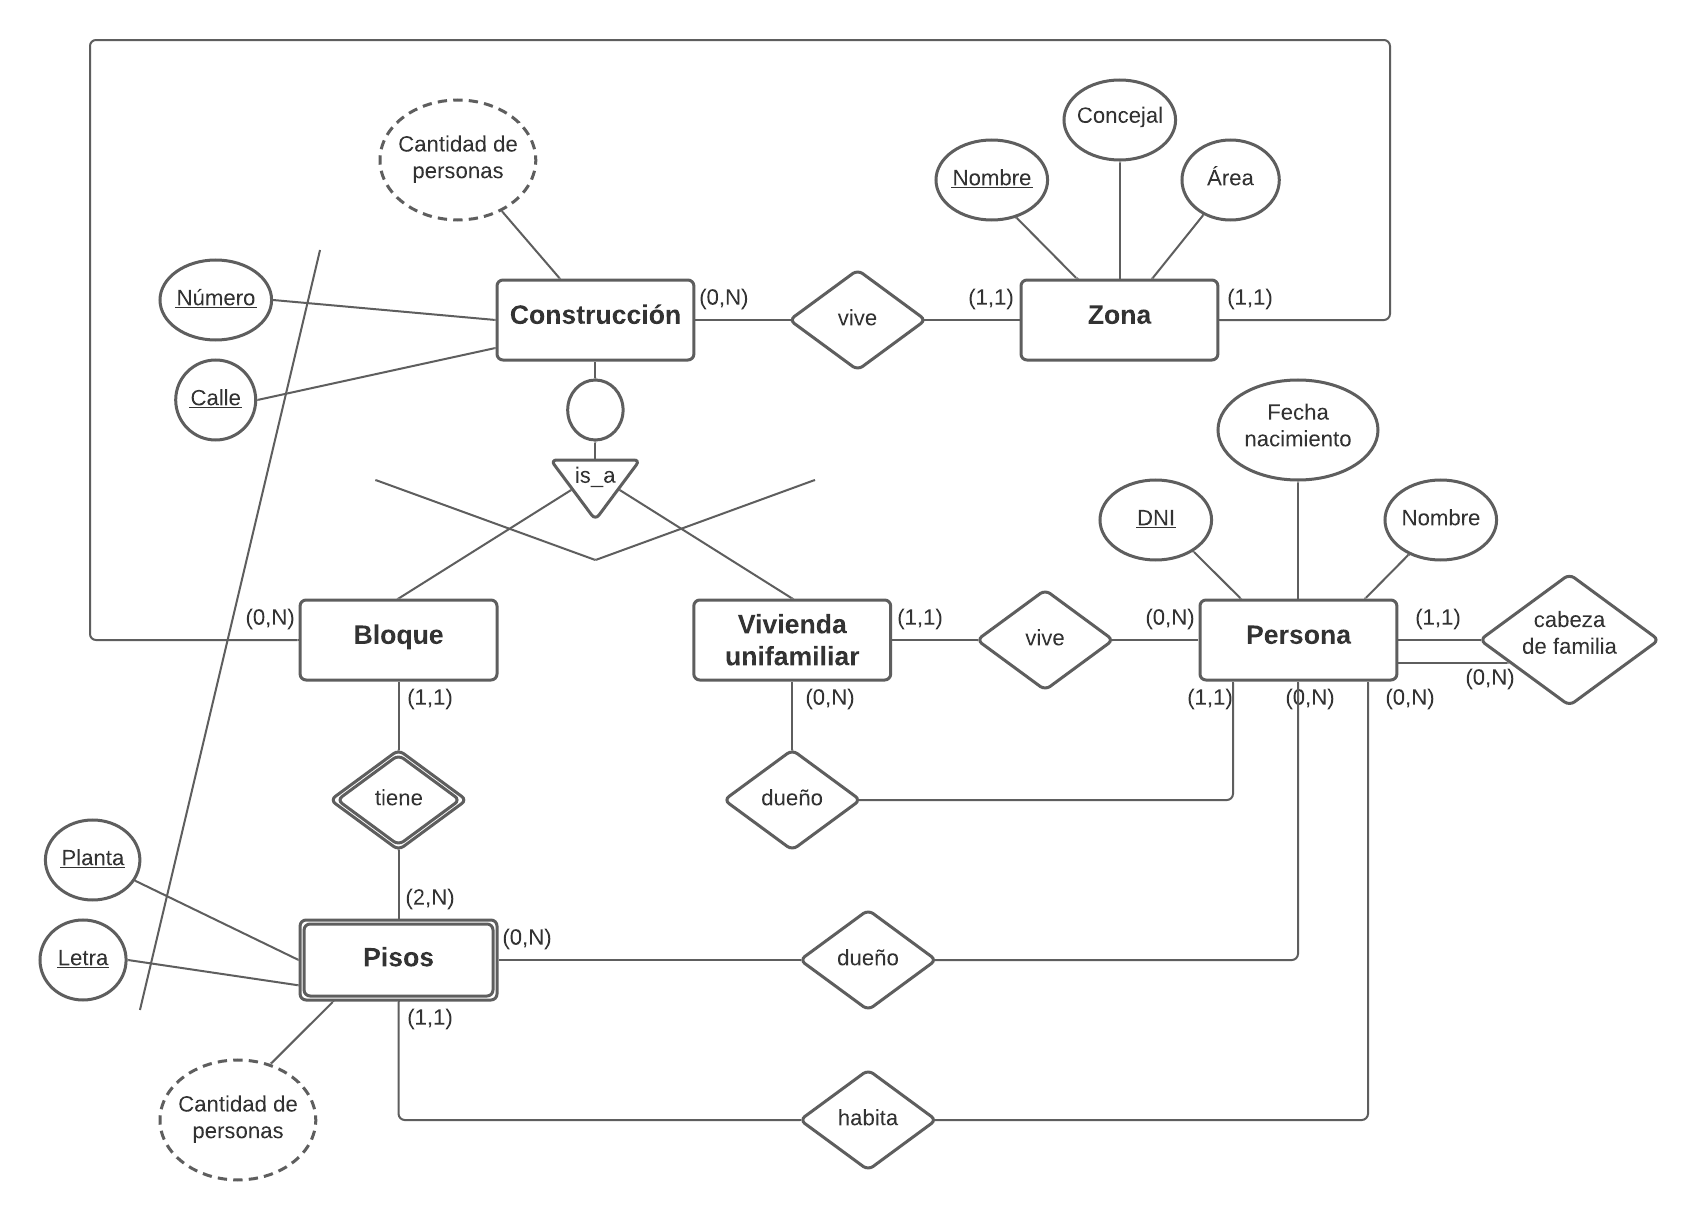 Concejal
Cantidad de
personas
Nombre
Área
Número
Construcción
(0,N)
vive
(1,1)
Zona
(1,1)
Calle
Fecha
nacimiento
is_a
DNI
Nombre
(0,N)
Bloque
Vivienda
unifamiliar
(1,1)
vive
(0,N)
Persona
(1,1)
cabeza
de familia
(0,N)
(1,1)
(0,N)
(1,1)
(0,N)
(0,N)
tiene
dueño
Planta
(2,N)
Letra
Pisos
(0,N)
dueño
(1,1)
Cantidad de
personas
habita